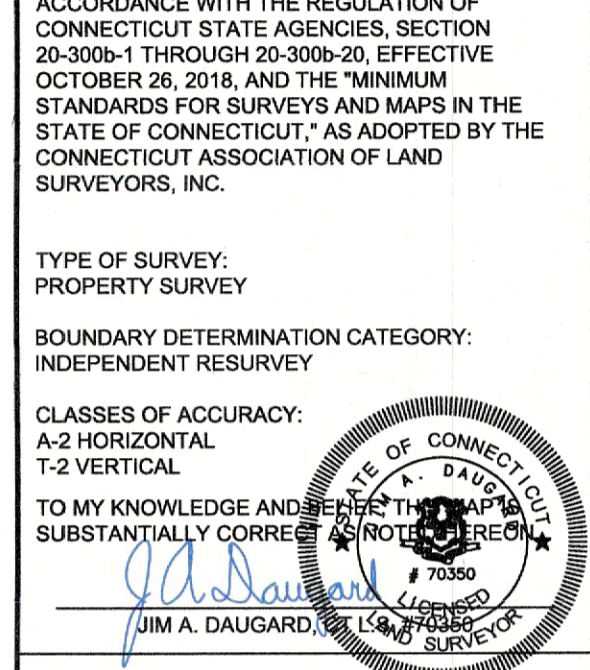 ACCORDANCE WITH THE REGULATION OF
CONNECTICUT STATE AGENCIES, SECTION
20-300b-1 THROUGH 20-300b-20, EFFECTIVE
OCTOBER 26, 2018, AND THE "MINIMUM
STANDARDS FOR SURVEYS AND MAPS IN THE
STATE OF CONNECTICUT," AS ADOPTED BY THE
CONNECTICUT ASSOCIATION OF LAND
SURVEYORS, INC.
TYPE OF SURVEY:
PROPERTY SURVEY
BOUNDARY DETERMINATION CATEGORY:
INDEPENDENT RESURVEY
CLASSES OF ACCURACY:
A-2 HORIZONTAL
T-2 VERTICAL
TO MY KNOWLEDGE AND BELIEF, THIS MAP IS
SUBSTANTIALLY CORRECT AS NOTED HEREON
STATE OF CONNECTICUT
JIM A. DAUGARD
# 70350
LICENSED
LAND SURVEYOR
J A Daugard
JIM A. DAUGARD, CT L.S. #70350